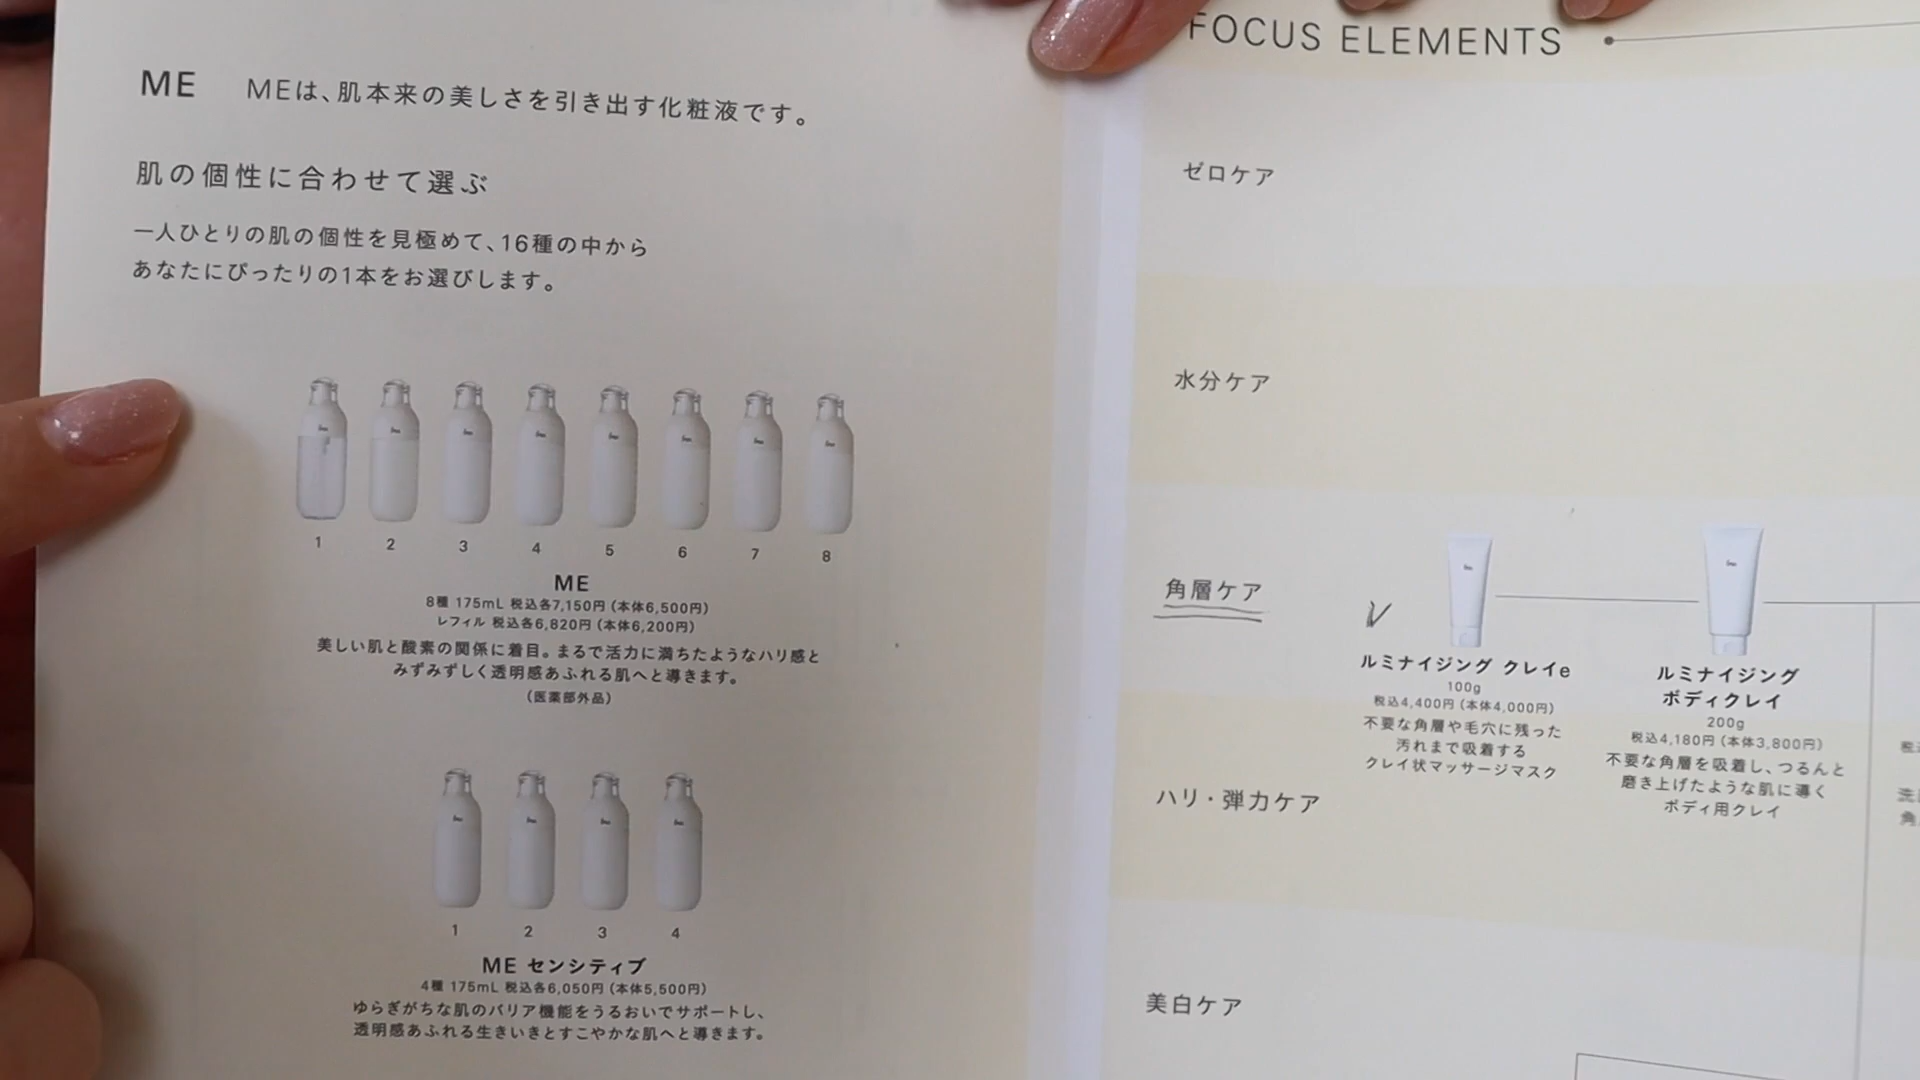 ME
MEは、肌本来の美しさを引き出す化粧液です。
肌の個性に合わせて選ぶ
一人ひとりの肌の個性を見極めて、16種の中から
あなたにぴったりの1本をお選びします。
1 2 3 4 5 6 7 8
ME
8種 175mL 税込各7,150円（本体6,500円）
レフィル 税込各6,820円（本体6,200円）
美しい肌と酸素の関係に着目。まるで活力に満ちたようなハリ感と
みずみずしく透明感あふれる肌へと導きます。
（医薬部外品）
1 2 3 4
ME センシティブ
4種 175mL 税込各6,050円（本体5,500円）
ゆらぎがちな肌のバリア機能をうるおいでサポートし、
透明感あふれる生きいきとすこやかな肌へと導きます。
FOCUS ELEMENTS
ゼロケア
水分ケア
角層ケア
ルミナイジング クレイe
100g
税込4,400円（本体4,000円）
不要な角層や毛穴に残った
汚れまで吸着する
クレイ状マッサージマスク
ルミナイジング
ボディクレイ
200g
税込4,180円（本体3,800円）
不要な角層を吸着し、つるんと
磨き上げたような肌に導く
ボディ用クレイ
ハリ・弾力ケア
美白ケア